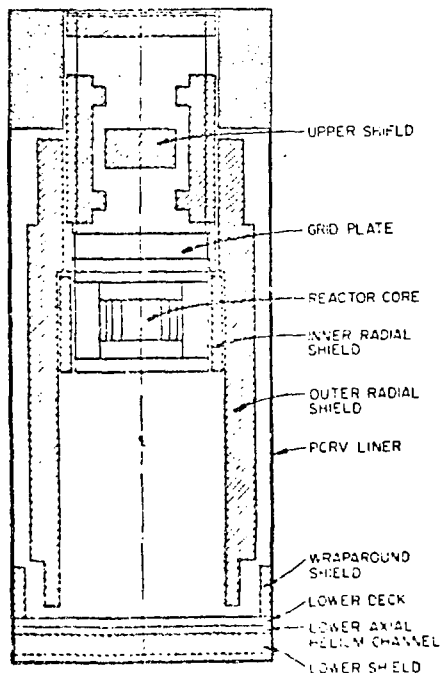 UPPER SHIELD
GRID PLATE
REACTOR CORE
INNER RADIAL
SHIELD
OUTER RADIAL
SHIELD
PCRV LINER
WRAPAROUND
SHIELD
LOWER DECK
LOWER AXIAL
HELIUM CHANNEL
LOWER SHIELD